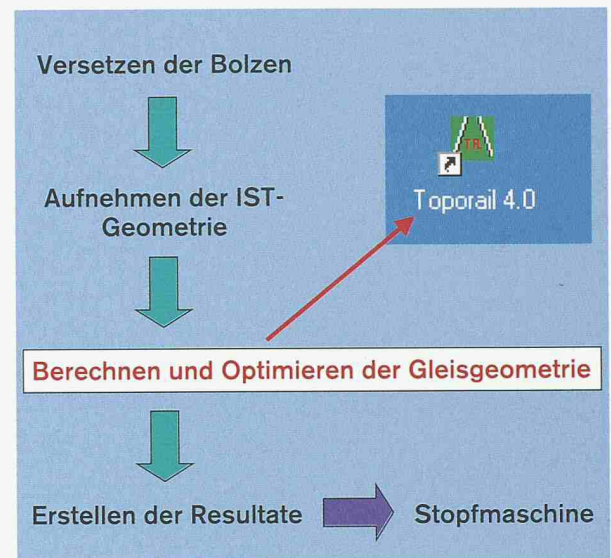 Versetzen der Bolzen
TR
Toporail 4.0
Aufnehmen der IST-
Geometrie
Berechnen und Optimieren der Gleisgeometrie
Erstellen der Resultate
Stopfmaschine